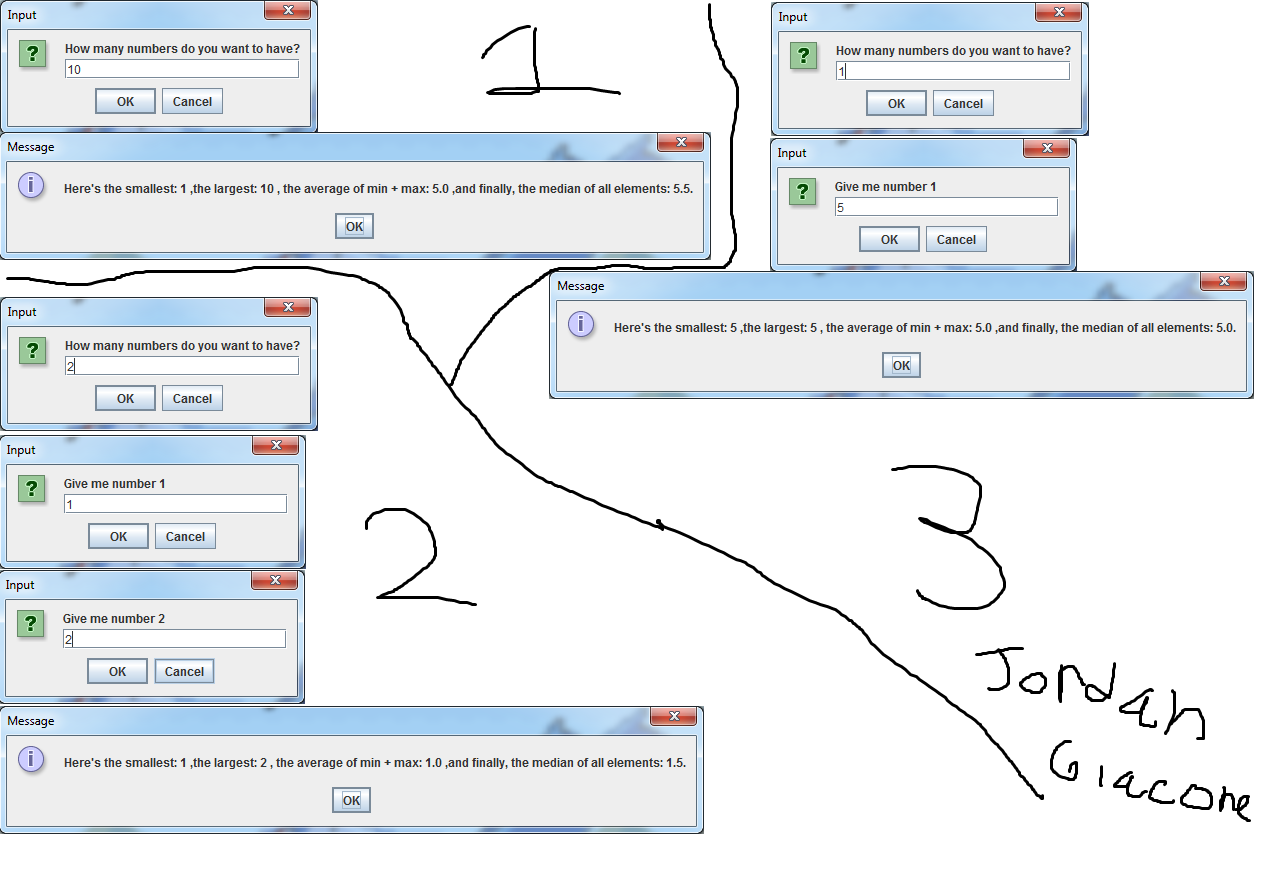 Input
How many numbers do you want to have?
10
OK Cancel
Message
Here's the smallest: 1 ,the largest: 10 , the average of min + max: 5.0 ,and finally, the median of all elements: 5.5.
OK
1
Input
How many numbers do you want to have?
2
OK Cancel
Input
Give me number 1
1
OK Cancel
Input
Give me number 2
2
OK Cancel
Message
Here's the smallest: 1 ,the largest: 2 , the average of min + max: 1.0 ,and finally, the median of all elements: 1.5.
OK
2
Input
How many numbers do you want to have?
1
OK Cancel
Input
Give me number 1
5
OK Cancel
Message
Here's the smallest: 5 ,the largest: 5 , the average of min + max: 5.0 ,and finally, the median of all elements: 5.0.
OK
3
Jordan
Giacone